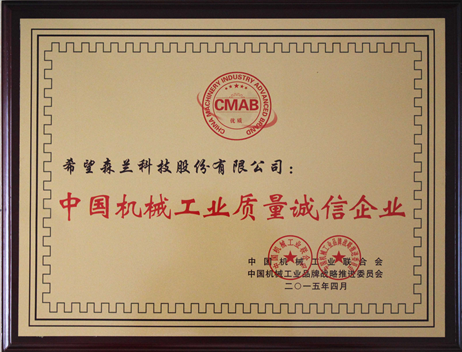 CHINA MACHINERY INDUSTRY ADVANCED BRAND
CMAB
优质
希望森兰科技股份有限公司：
中国机械工业质量诚信企业
中国机械工业联合会
中国机械工业品牌战略推进委员会
二〇一五年四月